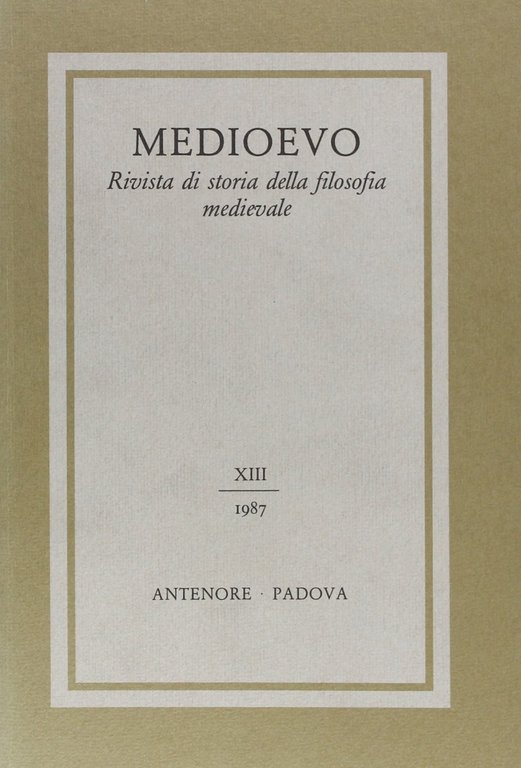 MEDIOEVO
Rivista di storia della filosofia
medievale
XIII
1987
ANTENORE · PADOVA